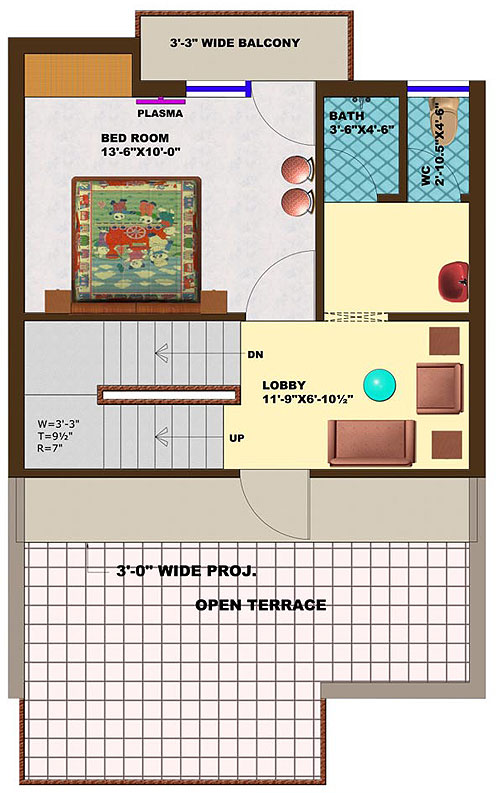 3'-3" WIDE BALCONY
PLASMA
BED ROOM
13'-6"X10'-0"
BATH
3'-6"X4'-6"
WC
2'-10.5"X4'-6"
DN
LOBBY
11'-9"X6'-10½"
W=3'-3"
T=9½"
R=7"
UP
3'-0" WIDE PROJ.
OPEN TERRACE